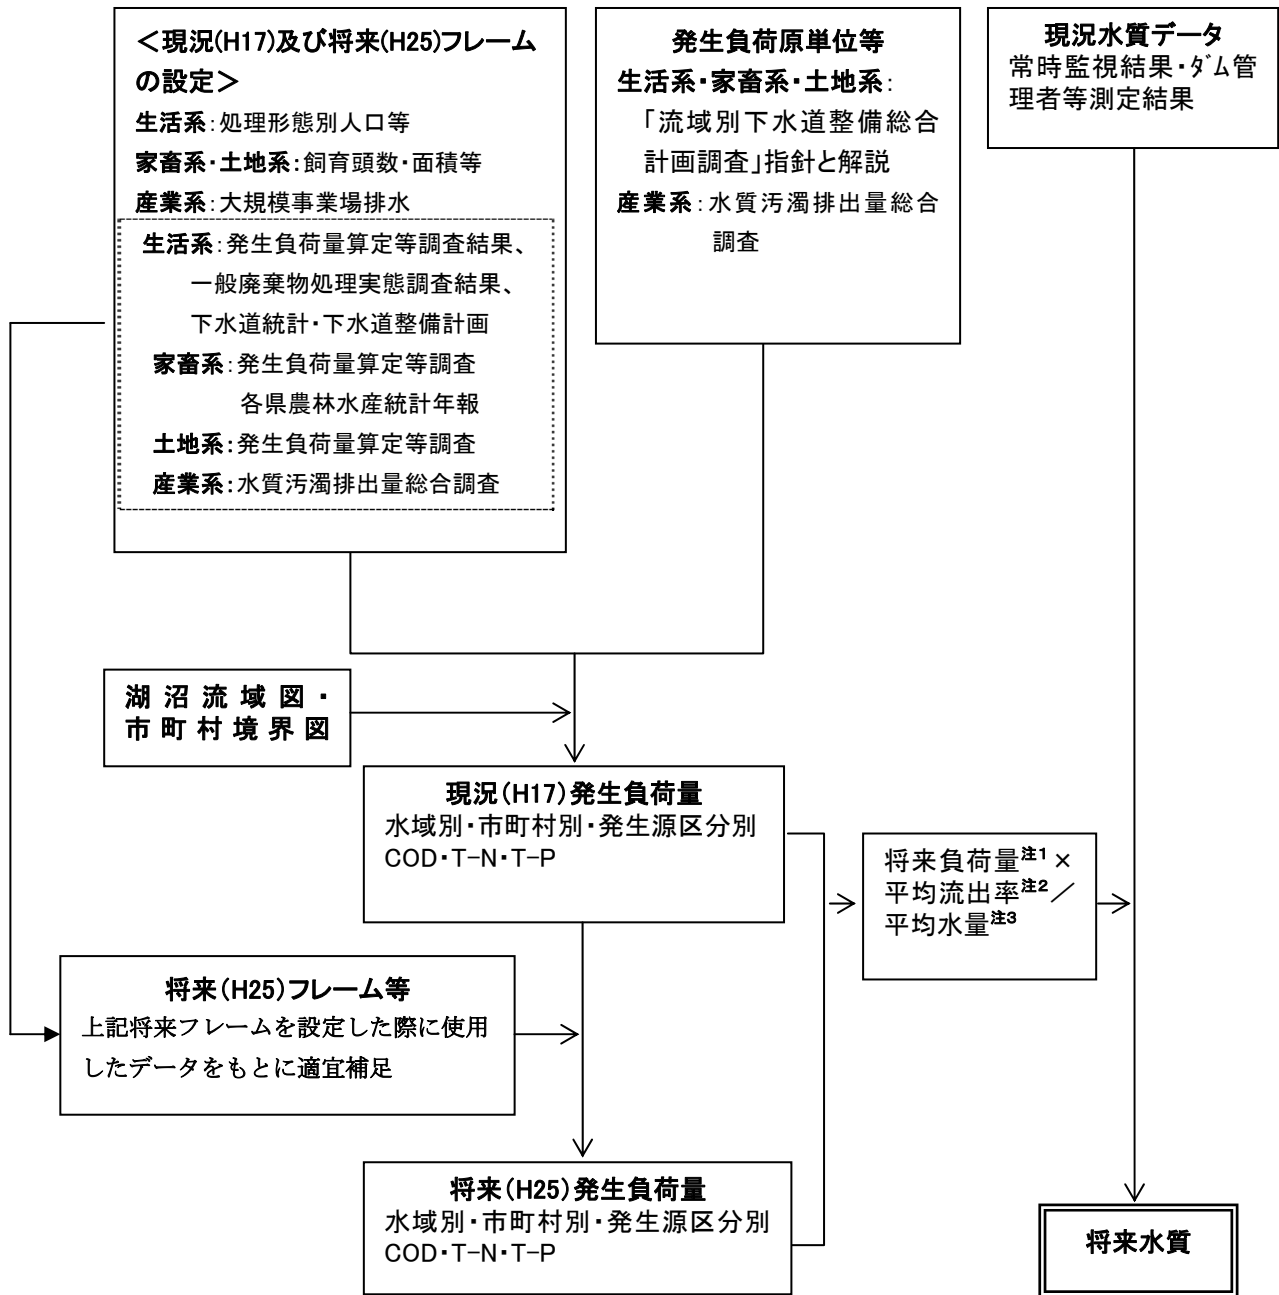 ＜現況(H17)及び将来(H25)フレーム
の設定＞
生活系：処理形態別人口等
家畜系・土地系：飼育頭数・面積等
産業系：大規模事業場排水
生活系：発生負荷量算定等調査結果、
一般廃棄物処理実態調査結果、
下水道統計・下水道整備計画
家畜系：発生負荷量算定等調査
各県農林水産統計年報
土地系：発生負荷量算定等調査
産業系：水質汚濁排出量総合調査
発生負荷原単位等
生活系・家畜系・土地系：
「流域別下水道整備総合
計画調査」指針と解説
産業系：水質汚濁排出量総合
調査
現況水質データ
常時監視結果・ダム管
理者等測定結果
湖沼流域図・
市町村境界図
現況(H17)発生負荷量
水域別・市町村別・発生源区分別
COD・T-N・T-P
将来負荷量注1×
平均流出率注2／
平均水量注3
将来(H25)フレーム等
上記将来フレームを設定した際に使用
したデータをもとに適宜補足
将来(H25)発生負荷量
水域別・市町村別・発生源区分別
COD・T-N・T-P
将来水質